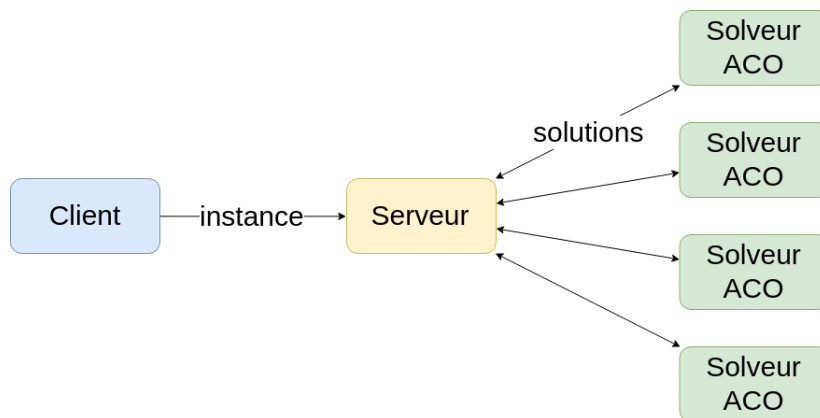 Client
instance
Serveur
solutions
Solveur
ACO
Solveur
ACO
Solveur
ACO
Solveur
ACO